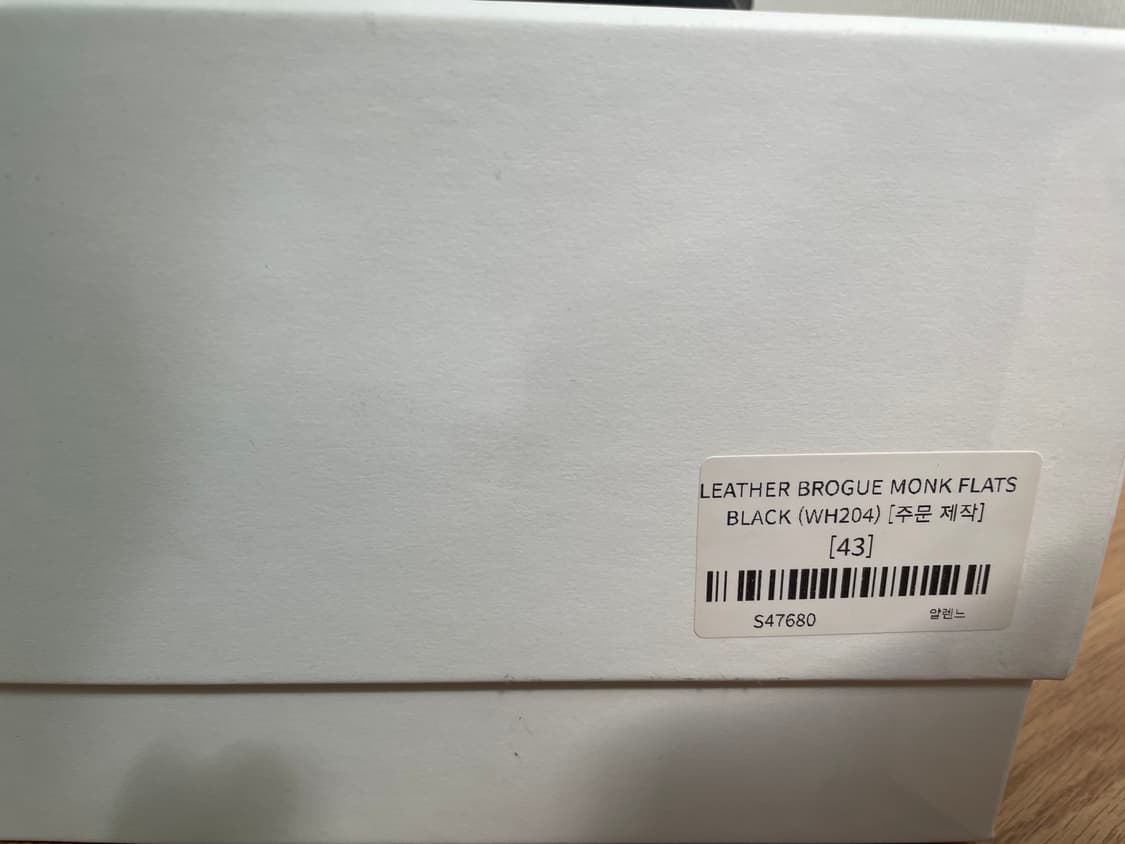 LEATHER BROGUE MONK FLATS
BLACK (WH204) [주문 제작]
[43]
S47680 알렌느